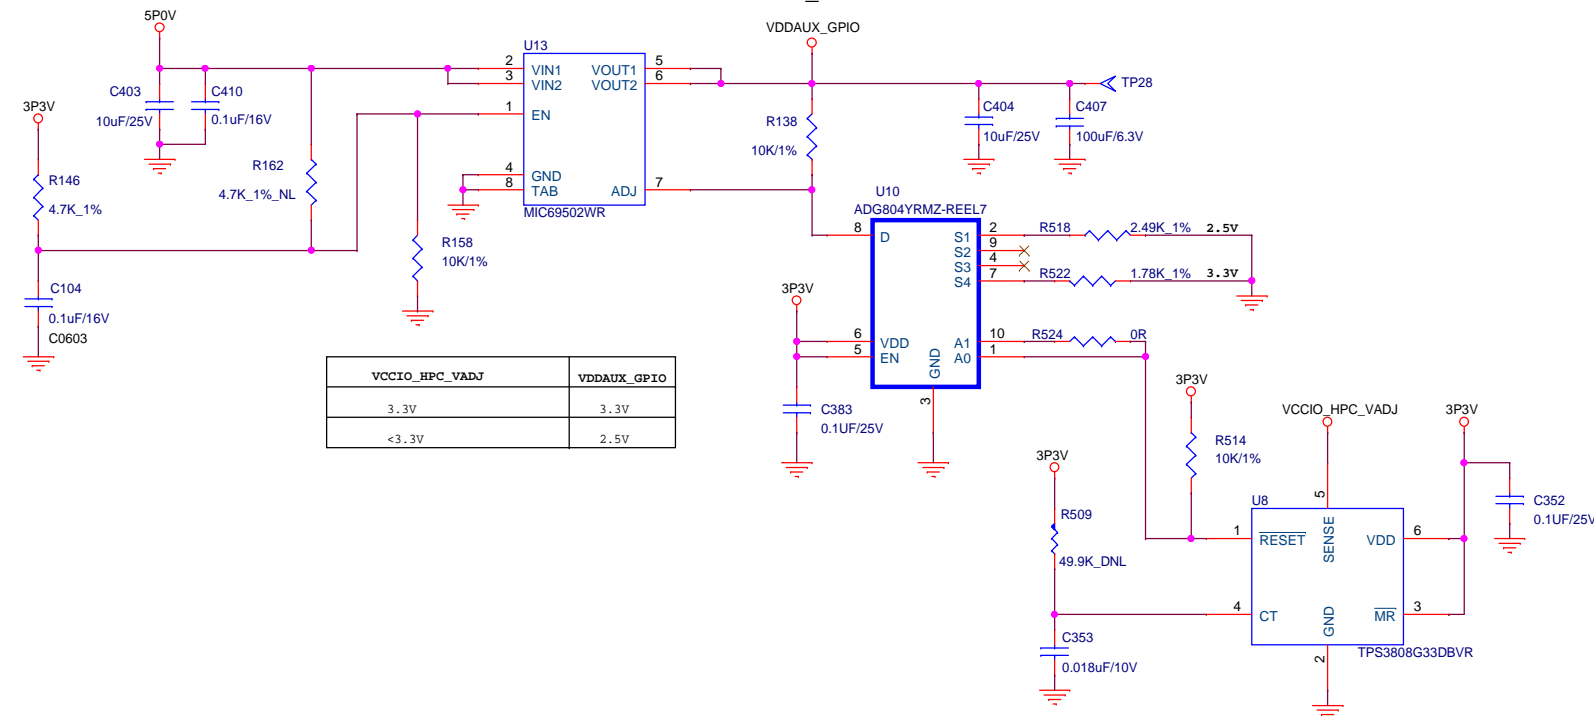 5P0V
VDDAUX_GPIO
U13
2 VIN1 VOUT1 5
3 VIN2 VOUT2 6
1 EN
4 GND
8 TAB ADJ 7
MIC69502WR
C403
10uF/25V
C410
0.1uF/16V
3P3V
R146
4.7K_1%
R162
4.7K_1%_NL
R158
10K/1%
C104
0.1uF/16V
C0603
R138
10K/1%
C404
10uF/25V
C407
100uF/6.3V
TP28
U10
ADG804YRMZ-REEL7
8 D S1 2
S2 9
S3 4
S4 7
6 VDD A1 10
5 EN A0 1
GND
3
R518 2.49K_1% 2.5V
R522 1.78K_1% 3.3V
R524 0R
3P3V
C383
0.1UF/25V
VCCIO_HPC_VADJ VDDAUX_GPIO
3.3V 3.3V
<3.3V 2.5V
3P3V
R514
10K/1%
VCCIO_HPC_VADJ
3P3V
3P3V
R509
49.9K_DNL
C353
0.018uF/10V
U8
5
1 RESET SENSE VDD 6
4 CT GND MR 3
2
TPS3808G33DBVR
C352
0.1UF/25V